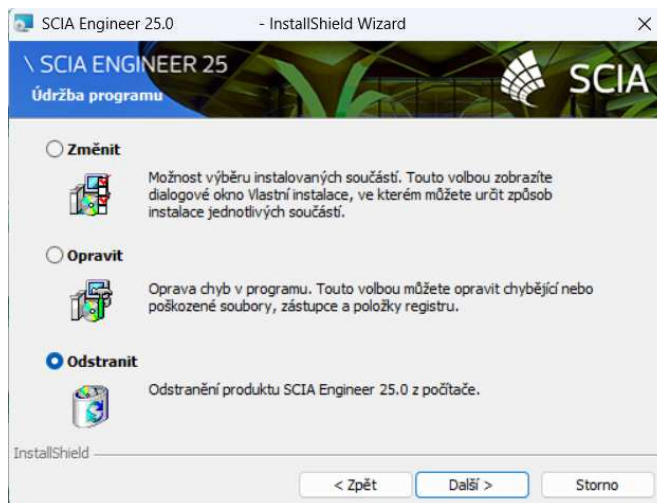 SCIA Engineer 25.0 - InstallShield Wizard
\ SCIA ENGINEER 25
SCIA
Údržba programu
Změnit
Možnost výběru instalovaných součástí. Touto volbou zobrazíte
dialogové okno Vlastní instalace, ve kterém můžete určit způsob
instalace jednotlivých součástí.
Opravit
Oprava chyb v programu. Touto volbou můžete opravit chybějící nebo
poškozené soubory, zástupce a položky registru.
Odstranit
Odstranění produktu SCIA Engineer 25.0 z počítače.
InstallShield
< Zpět Další > Storno